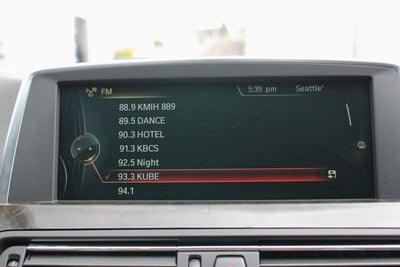 FM 5:39 pm Seattle'
88.9 KMIH 889
89.5 DANCE
90.3 HOTEL
91.3 KBCS
92.5 Night
93.3 KUBE
94.1